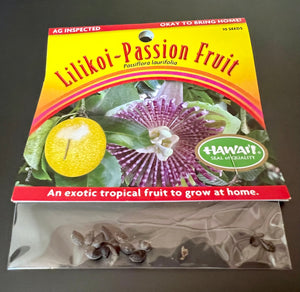 AG INSPECTED
OKAY TO BRING HOME!
10 SEEDS
Lilikoi-Passion Fruit
Passiflora laurifolia
HAWAI'I
SEAL of QUALITY
An exotic tropical fruit to grow at home.